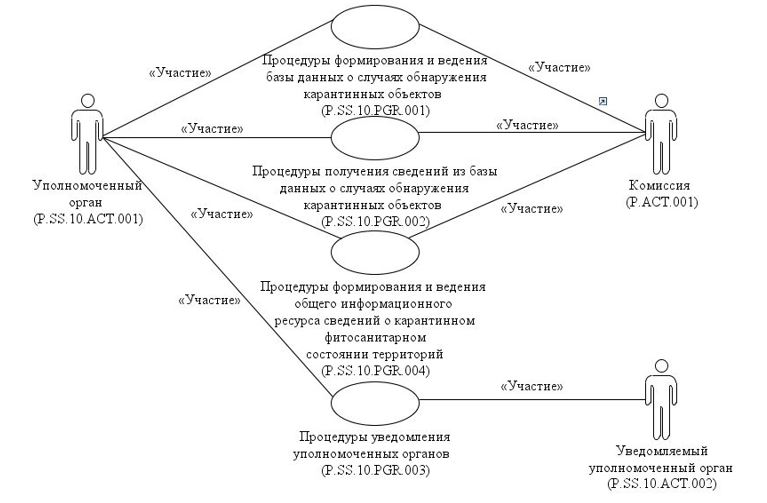 Процедуры формирования и ведения
базы данных о случаях обнаружения
карантинных объектов
(P.SS.10.PGR.001)
«Участие»
«Участие»
«Участие»
«Участие»
Уполномоченный
орган
(P.SS.10.ACT.001)
Процедуры получения сведений из базы
данных о случаях обнаружения
карантинных объектов
(P.SS.10.PGR.002)
Комиссия
(P.ACT.001)
«Участие»
«Участие»
Процедуры формирования и ведения
общего информационного
ресурса сведений о карантинном
фитосанитарном
состоянии территорий
(P.SS.10.PGR.004)
«Участие»
«Участие»
Процедуры уведомления
уполномоченных органов
(P.SS.10.PGR.003)
Уведомляемый
уполномоченный орган
(P.SS.10.ACT.002)